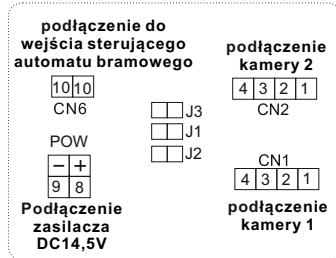 podłączenie do
wejścia sterującego
automatu bramowego
10 10
CN6
POW
– +
9 8
Podłączenie
zasilacza
DC14,5V
J3
J1
J2
podłączenie
kamery 2
4 3 2 1
CN2
CN1
4 3 2 1
podłączenie
kamery 1